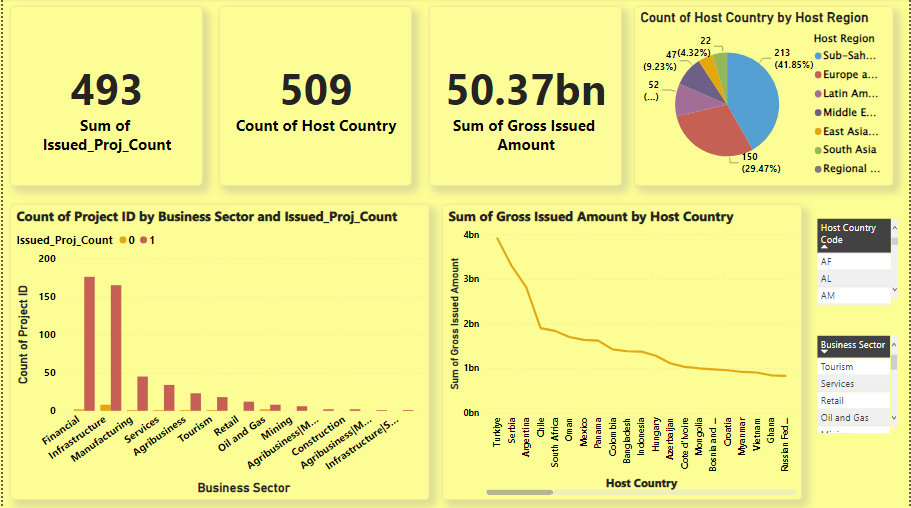 493
Sum of
Issued_Proj_Count
509
Count of Host Country
50.37bn
Sum of Gross Issued
Amount
Count of Host Country by Host Region
22
47(4.32%)
(9.23%)
52
(...)
213
(41.85%)
150
(29.47%)
Host Region
Sub-Sah...
Europe a...
Latin Am...
Middle E...
East Asia...
South Asia
Regional ...
Count of Project ID by Business Sector and Issued_Proj_Count
Issued_Proj_Count 0 1
Count of Project ID
200
150
100
50
0
Financial
Infrastructure
Manufacturing
Services
Agribusiness
Tourism
Retail
Oil and Gas
Mining
Agribusiness|M...
Construction
Agribusiness|M...
Infrastructure|S...
Business Sector
Sum of Gross Issued Amount by Host Country
Sum of Gross Issued Amount
4bn
3bn
2bn
1bn
0bn
Turkiye
Serbia
Argentina
Chile
South Africa
Oman
Mexico
Panama
Colombia
Bangladesh
Indonesia
Hungary
Azerbaijan
Cote d'Ivoire
Mongolia
Bosnia and ...
Croatia
Myanmar
Vietnam
Ghana
Russian Fed...
Host Country
Host Country
Code
AF
AL
AM
Business Sector
Tourism
Services
Retail
Oil and Gas